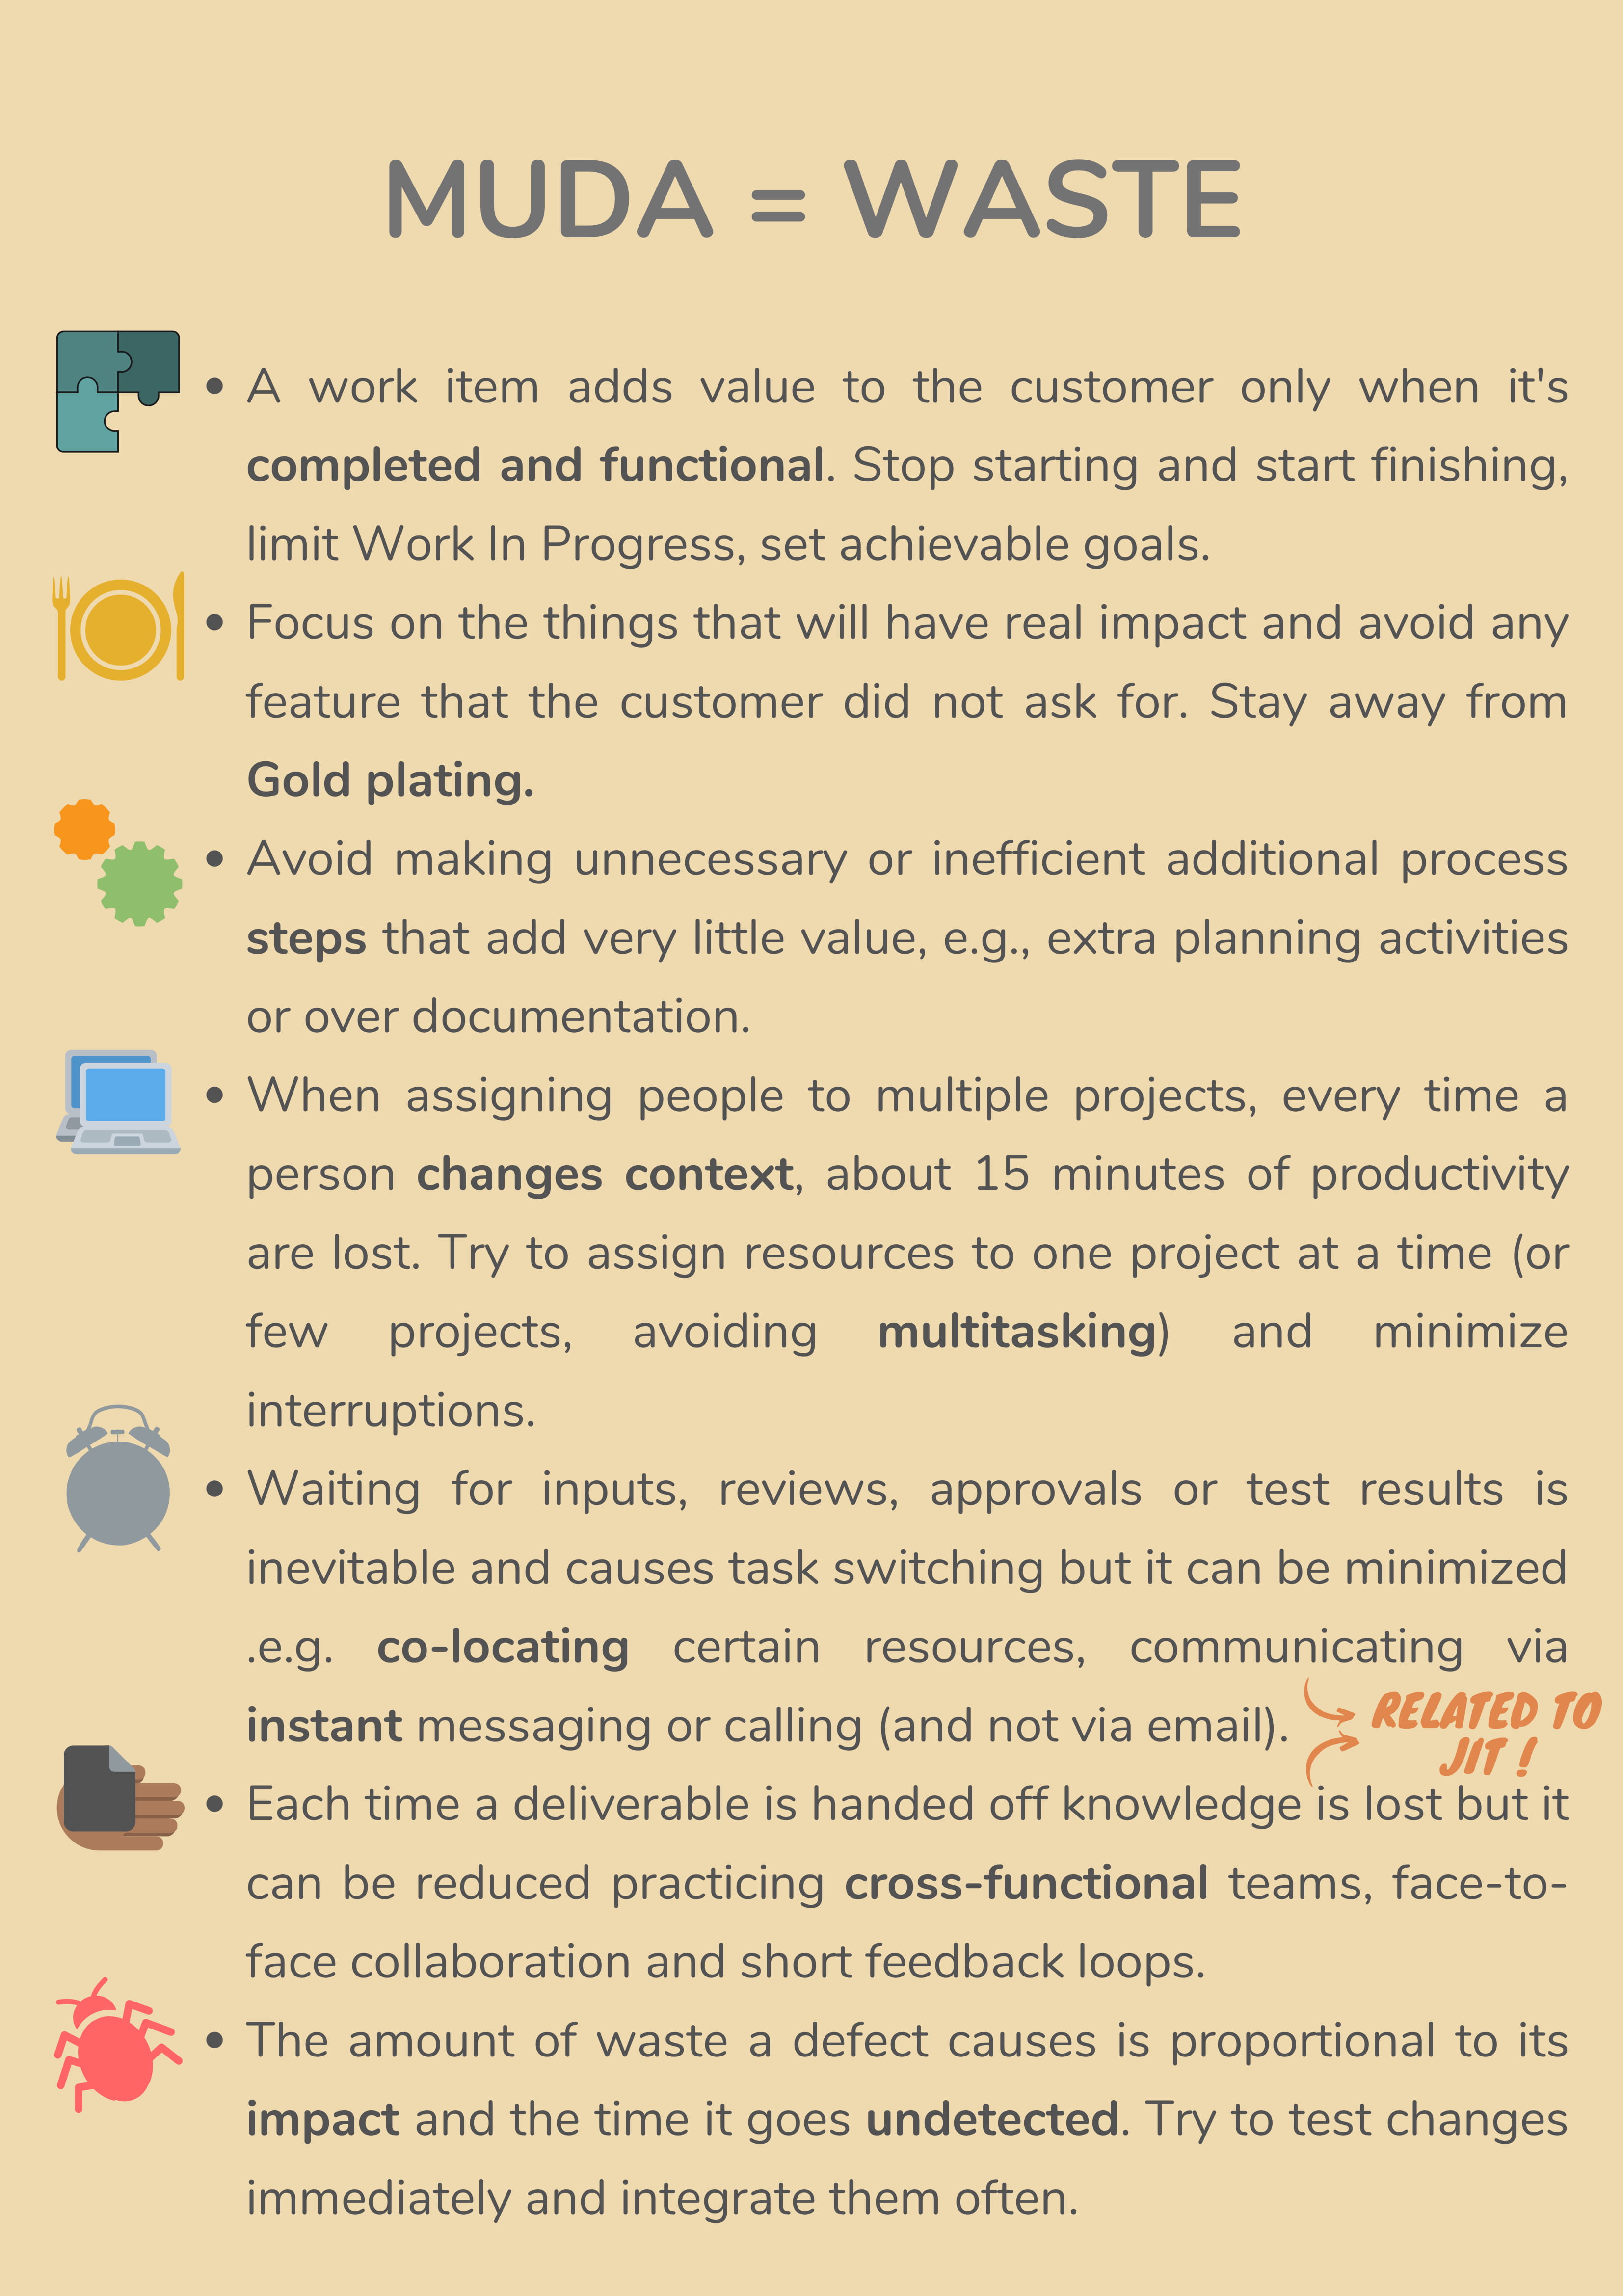 MUDA = WASTE
• A work item adds value to the customer only when it's
completed and functional. Stop starting and start finishing,
limit Work In Progress, set achievable goals.
• Focus on the things that will have real impact and avoid any
feature that the customer did not ask for. Stay away from
Gold plating.
• Avoid making unnecessary or inefficient additional process
steps that add very little value, e.g., extra planning activities
or over documentation.
• When assigning people to multiple projects, every time a
person changes context, about 15 minutes of productivity
are lost. Try to assign resources to one project at a time (or
few projects, avoiding multitasking) and minimize
interruptions.
• Waiting for inputs, reviews, approvals or test results is
inevitable and causes task switching but it can be minimized
.e.g. co-locating certain resources, communicating via
instant messaging or calling (and not via email).
RELATED TO
JIT !
• Each time a deliverable is handed off knowledge is lost but it
can be reduced practicing cross-functional teams, face-to-
face collaboration and short feedback loops.
• The amount of waste a defect causes is proportional to its
impact and the time it goes undetected. Try to test changes
immediately and integrate them often.